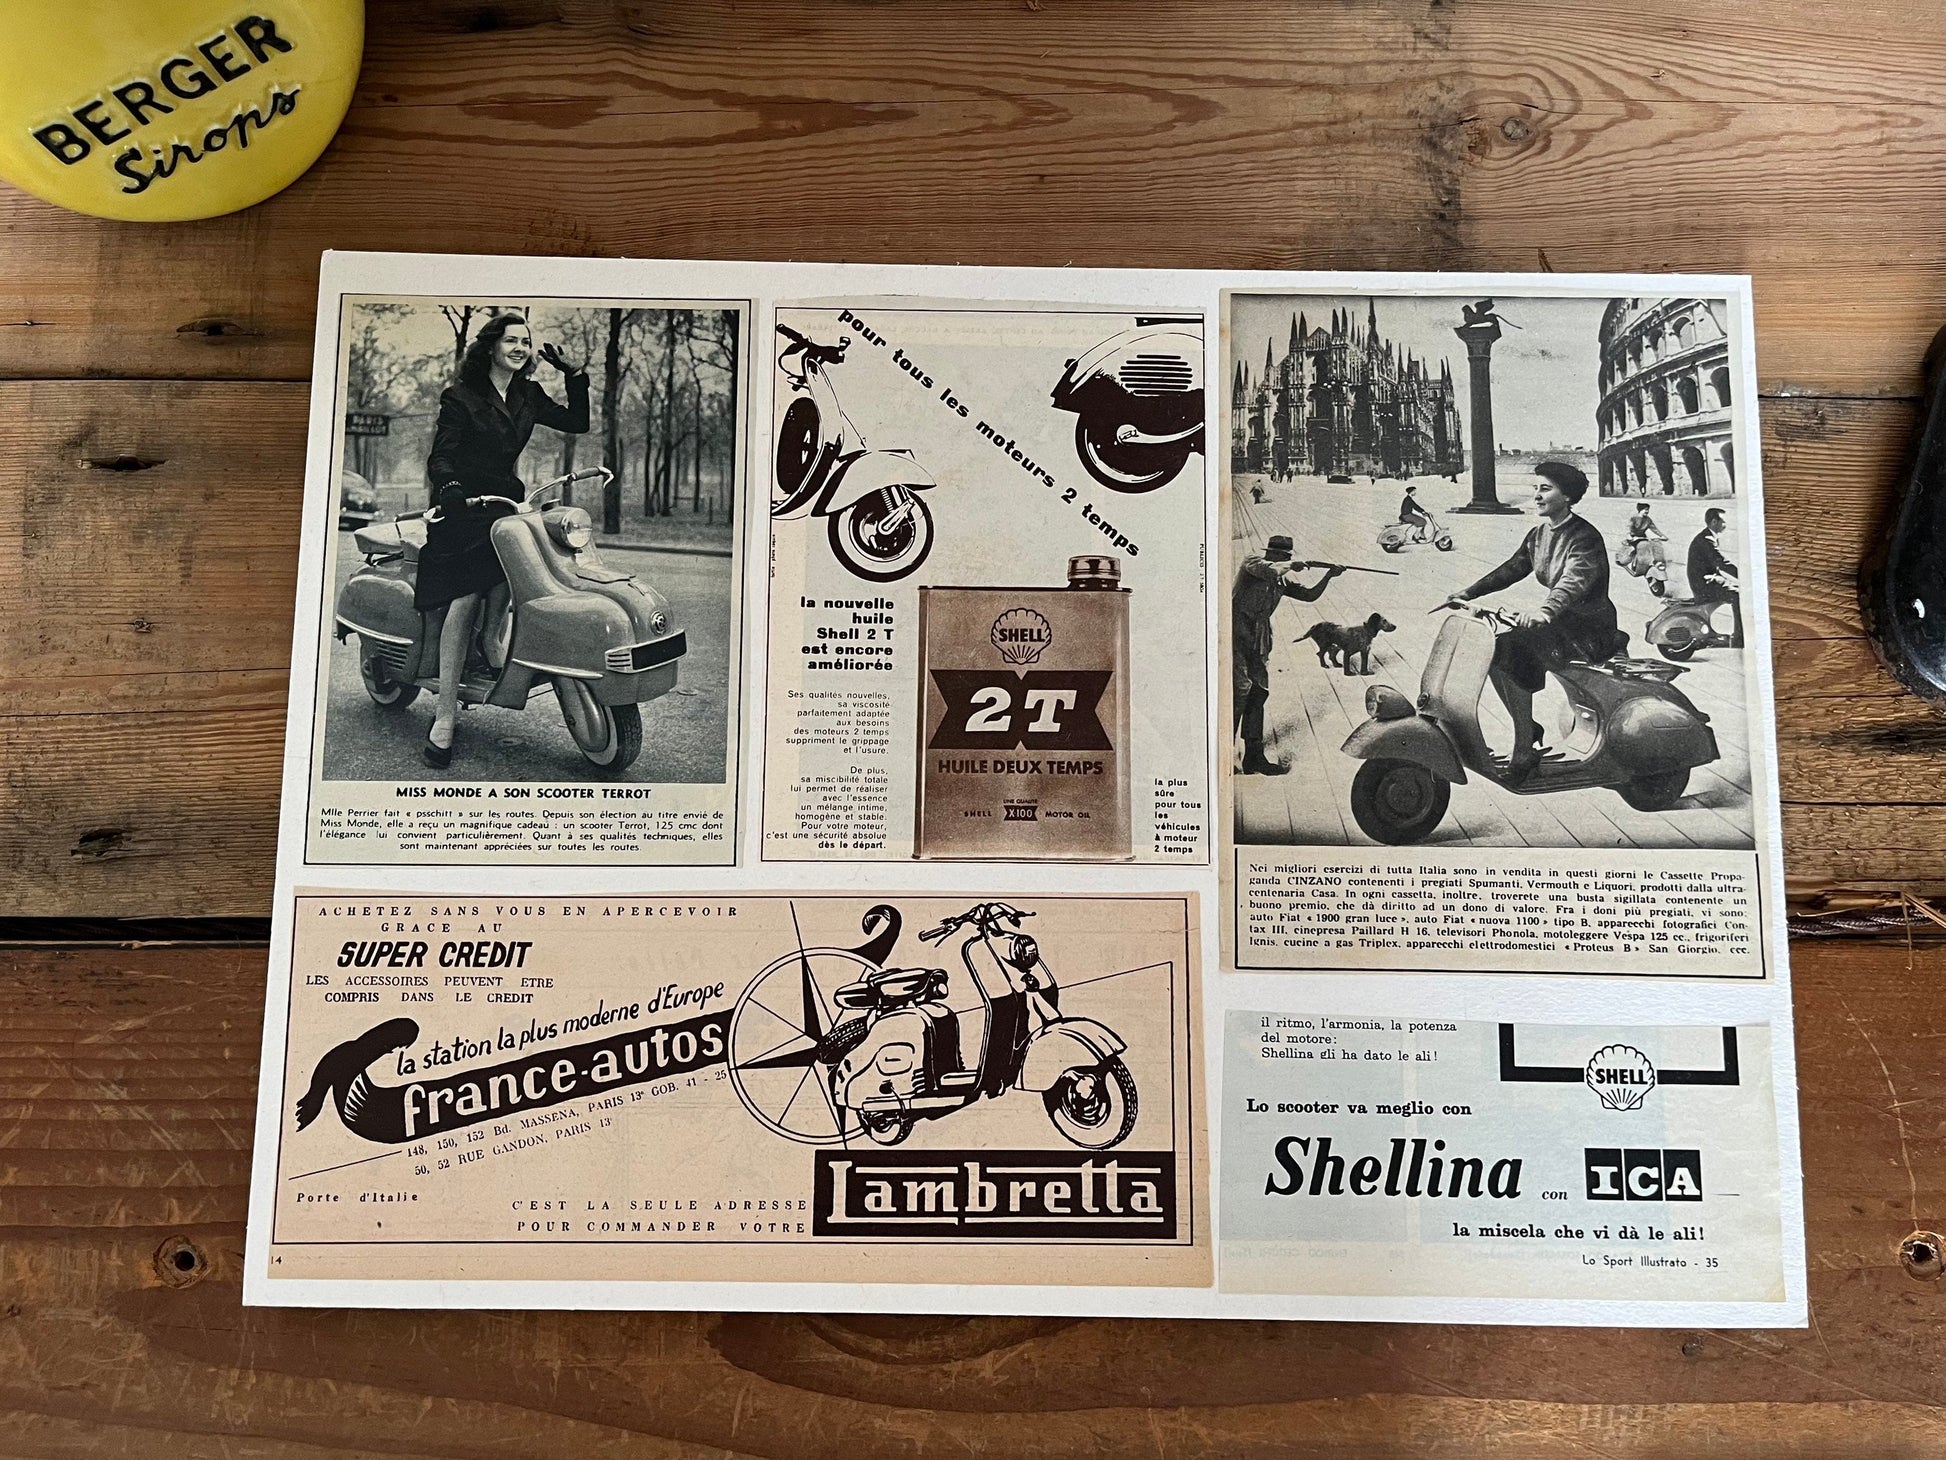 BERGER
Sirops
MISS MONDE A SON SCOOTER TERROT
Mlle Perrier fait « psschitt » sur les routes. Depuis son élection au titre envié de
Miss Monde, elle a reçu un magnifique cadeau : un scooter Terrot, 125 cmc dont
l'élégance lui convient particulièrement. Quant à ses qualités techniques, elles
sont maintenant appréciées sur toutes les routes.
pour tous les moteurs 2 temps
la nouvelle
huile
Shell 2 T
est encore
améliorée
Ses qualités nouvelles,
sa viscosité
parfaitement adaptée
aux besoins
des moteurs 2 temps
suppriment le grippage
et l'usure.
De plus,
sa miscibilité totale
lui permet de réaliser
avec l'essence
un mélange intime,
homogène et stable.
Pour votre moteur,
c'est une sécurité absolue
dès le départ.
SHELL
2T
HUILE DEUX TEMPS
UNE QUALITÉ
SHELL X100 MOTOR OIL
la plus
sûre
pour tous
les
véhicules
à moteur
2 temps
Nei migliori esercizi di tutta Italia sono in vendita in questi giorni le Cassette Propa-
ganda CINZANO contenenti i pregiati Spumanti, Vermouth e Liquori, prodotti dalla ultra-
centenaria Casa. In ogni cassetta, inoltre, troverete una busta sigillata contenente un
buono premio, che dà diritto ad un dono di valore. Fra i doni più pregiati, vi sono:
auto Fiat « 1900 gran luce », auto Fiat « nuova 1100 » tipo B, apparecchi fotografici Con-
tax III, cinepresa Paillard H 16, televisori Phonola, motoleggere Vespa 125 cc., frigoriferi
Ignis, cucine a gas Triplex, apparecchi elettrodomestici « Proteus B » San Giorgio, ecc.
ACHETEZ SANS VOUS EN APERCEVOIR
GRACE AU
SUPER CREDIT
LES ACCESSOIRES PEUVENT ETRE
COMPRIS DANS LE CREDIT
la station la plus moderne d'Europe
france-autos
148, 150, 152 Bd. MASSENA, PARIS 13e GOB. 41 - 25
50, 52 RUE GANDON, PARIS 13e
Porte d'Italie
C'EST LA SEULE ADRESSE
POUR COMMANDER VOTRE
Lambretta
14
il ritmo, l'armonia, la potenza
del motore:
Shellina gli ha dato le ali!
SHELL
Lo scooter va meglio con
Shellina con ICA
la miscela che vi dà le ali!
Lo Sport Illustrato - 35